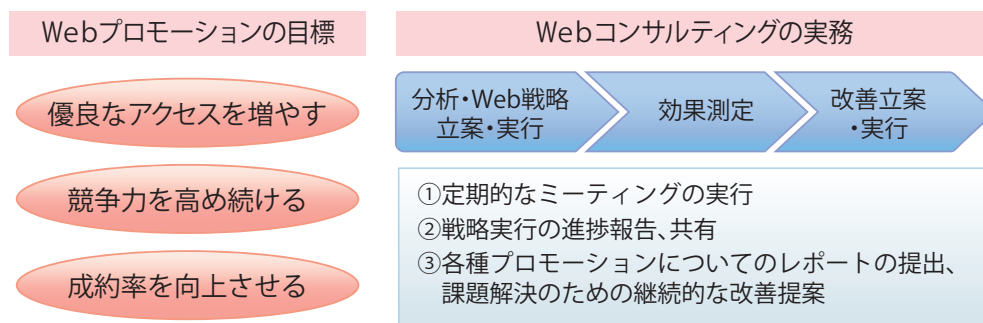 Webプロモーションの目標
優良なアクセスを増やす
競争力を高め続ける
成約率を向上させる
Webコンサルティングの実務
分析・Web戦略
立案・実行
効果測定
改善立案
・実行
①定期的なミーティングの実行
②戦略実行の進捗報告、共有
③各種プロモーションについてのレポートの提出、
課題解決のための継続的な改善提案